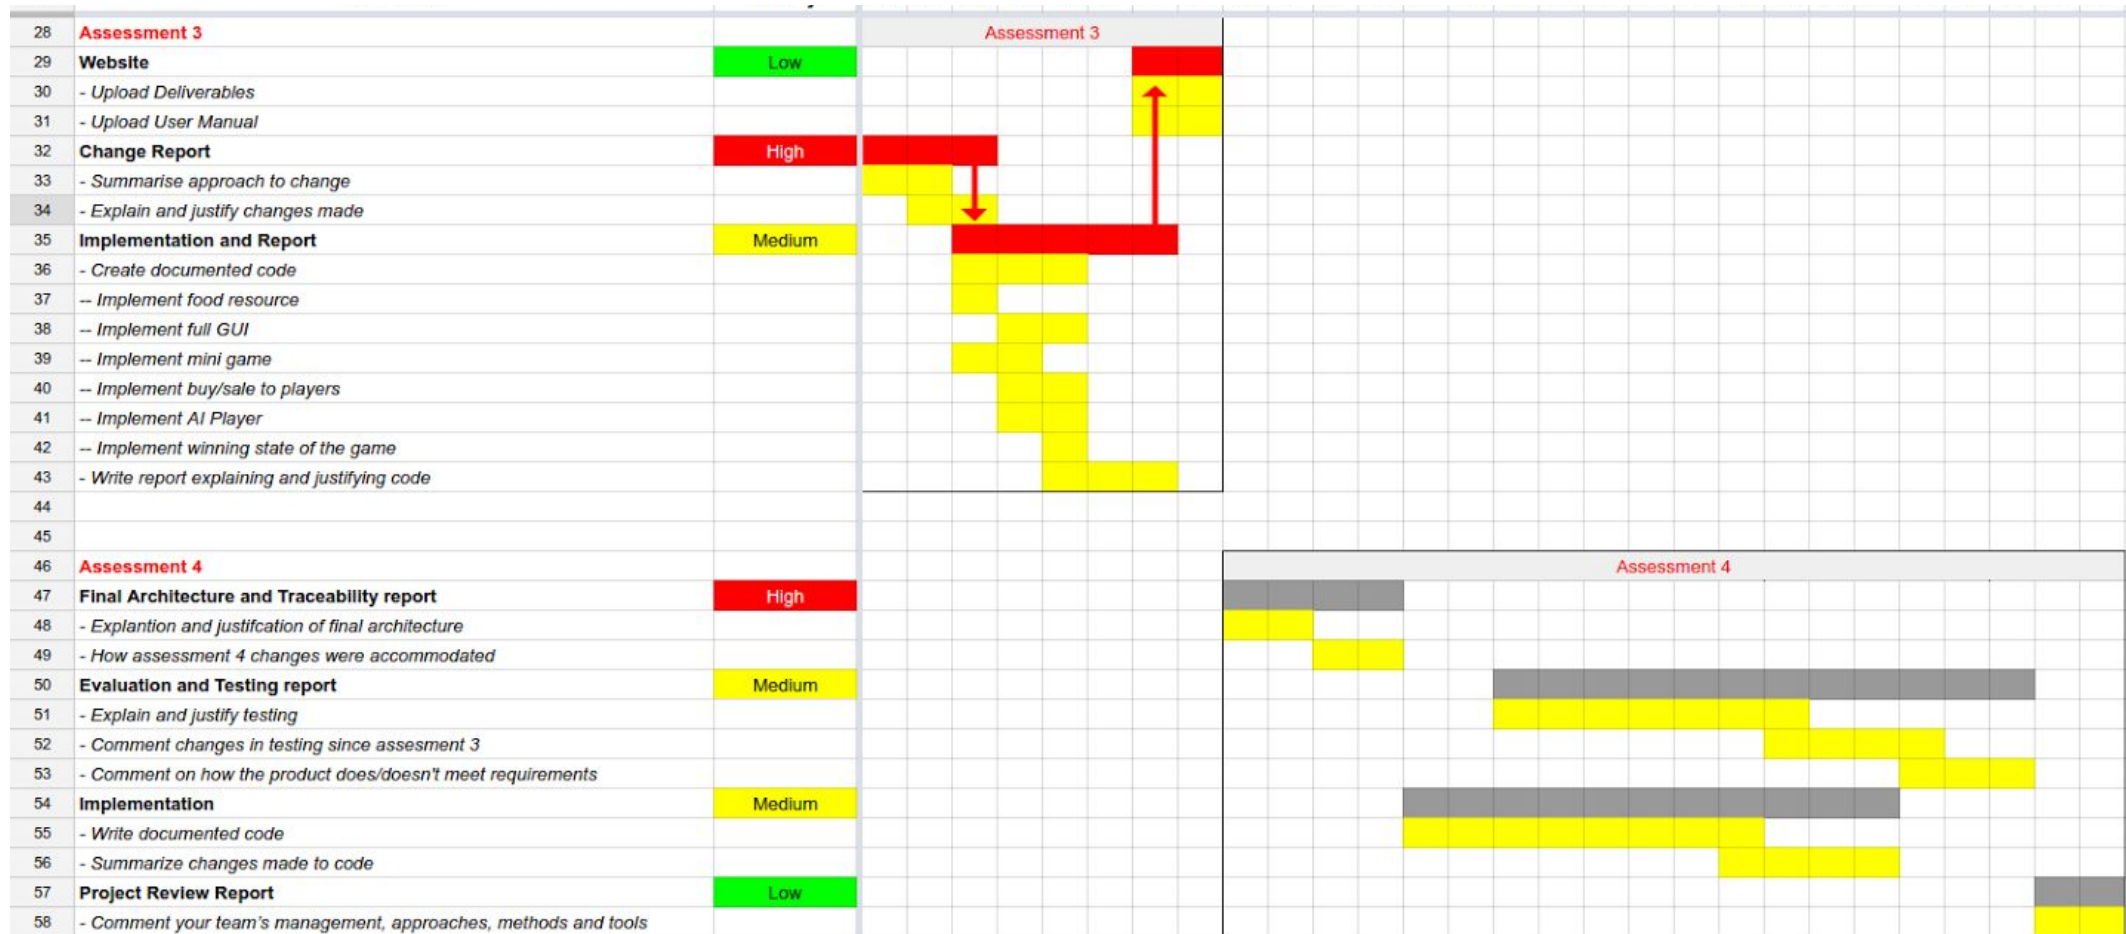 28 Assessment 3 Assessment 3
29 Website Low
30 - Upload Deliverables
31 - Upload User Manual
32 Change Report High
33 - Summarise approach to change
34 - Explain and justify changes made
35 Implementation and Report Medium
36 - Create documented code
37 -- Implement food resource
38 -- Implement full GUI
39 -- Implement mini game
40 -- Implement buy/sale to players
41 -- Implement AI Player
42 -- Implement winning state of the game
43 - Write report explaining and justifying code
44
45
46 Assessment 4 Assessment 4
47 Final Architecture and Traceability report High
48 - Explantion and justifcation of final architecture
49 - How assessment 4 changes were accommodated
50 Evaluation and Testing report Medium
51 - Explain and justify testing
52 - Comment changes in testing since assesment 3
53 - Comment on how the product does/doesn't meet requirements
54 Implementation Medium
55 - Write documented code
56 - Summarize changes made to code
57 Project Review Report Low
58 - Comment your team's management, approaches, methods and tools